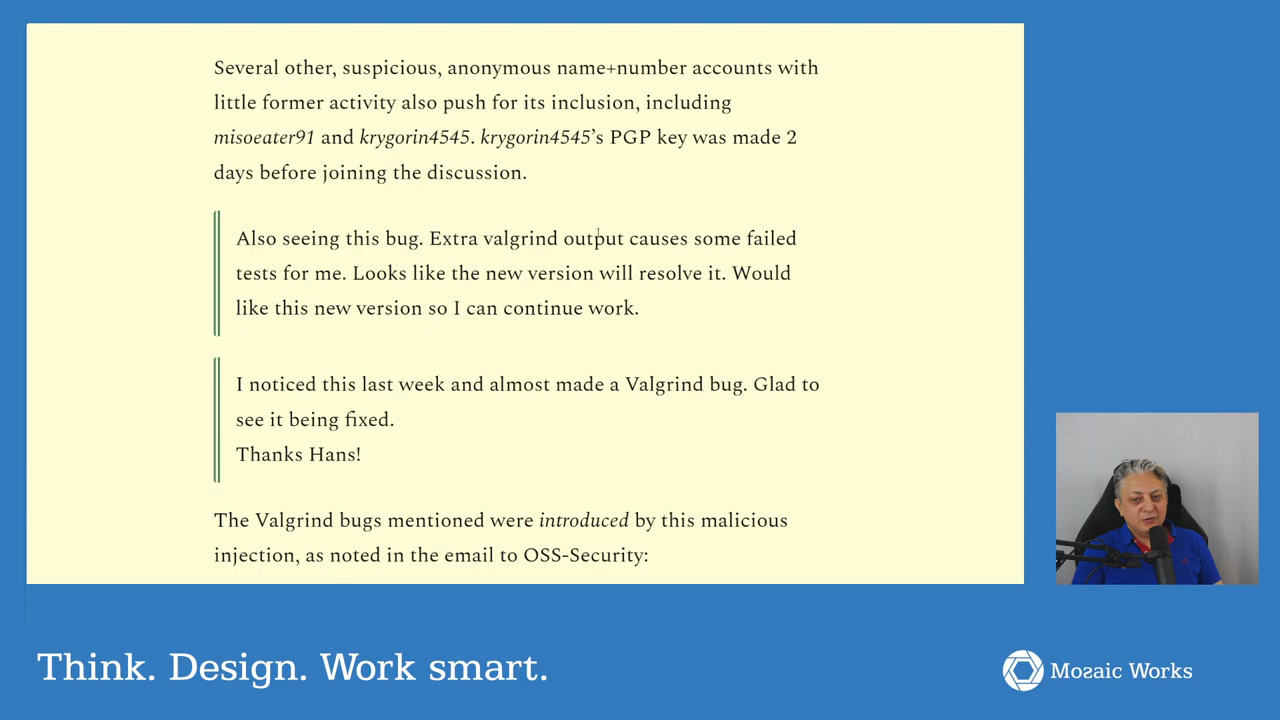 Several other, suspicious, anonymous name+number accounts with
little former activity also push for its inclusion, including
misoeater91 and krygorin4545. krygorin4545’s PGP key was made 2
days before joining the discussion.
Also seeing this bug. Extra valgrind output causes some failed
tests for me. Looks like the new version will resolve it. Would
like this new version so I can continue work.
I noticed this last week and almost made a Valgrind bug. Glad to
see it being fixed.
Thanks Hans!
The Valgrind bugs mentioned were introduced by this malicious
injection, as noted in the email to OSS-Security:
Think. Design. Work smart.
Mozaic Works